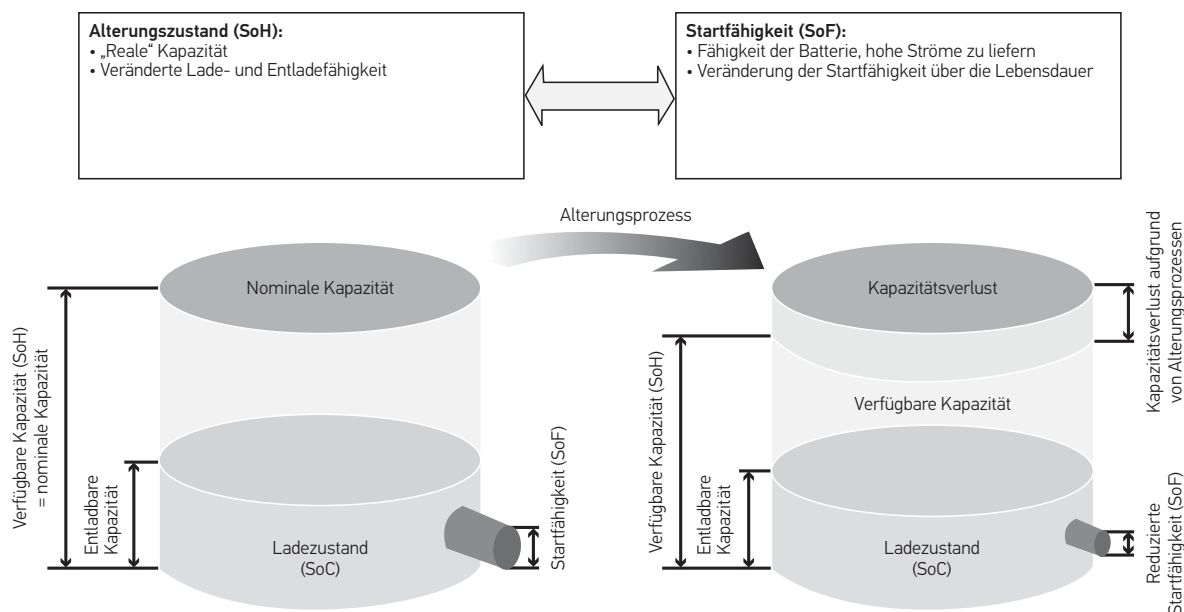 Alterungszustand (SoH):
• „Reale“ Kapazität
• Veränderte Lade- und Entladefähigkeit
Startfähigkeit (SoF):
• Fähigkeit der Batterie, hohe Ströme zu liefern
• Veränderung der Startfähigkeit über die Lebensdauer
Alterungsprozess
Verfügbare Kapazität (SoH)
= nominale Kapazität
Entladbare
Kapazität
Nominale Kapazität
Ladezustand
(SoC)
Startfähigkeit (SoF)
Verfügbare Kapazität (SoH)
Entladbare
Kapazität
Kapazitätsverlust
Verfügbare Kapazität
Ladezustand
(SoC)
Kapazitätsverlust aufgrund
von Alterungsprozessen
Reduzierte
Startfähigkeit (SoF)